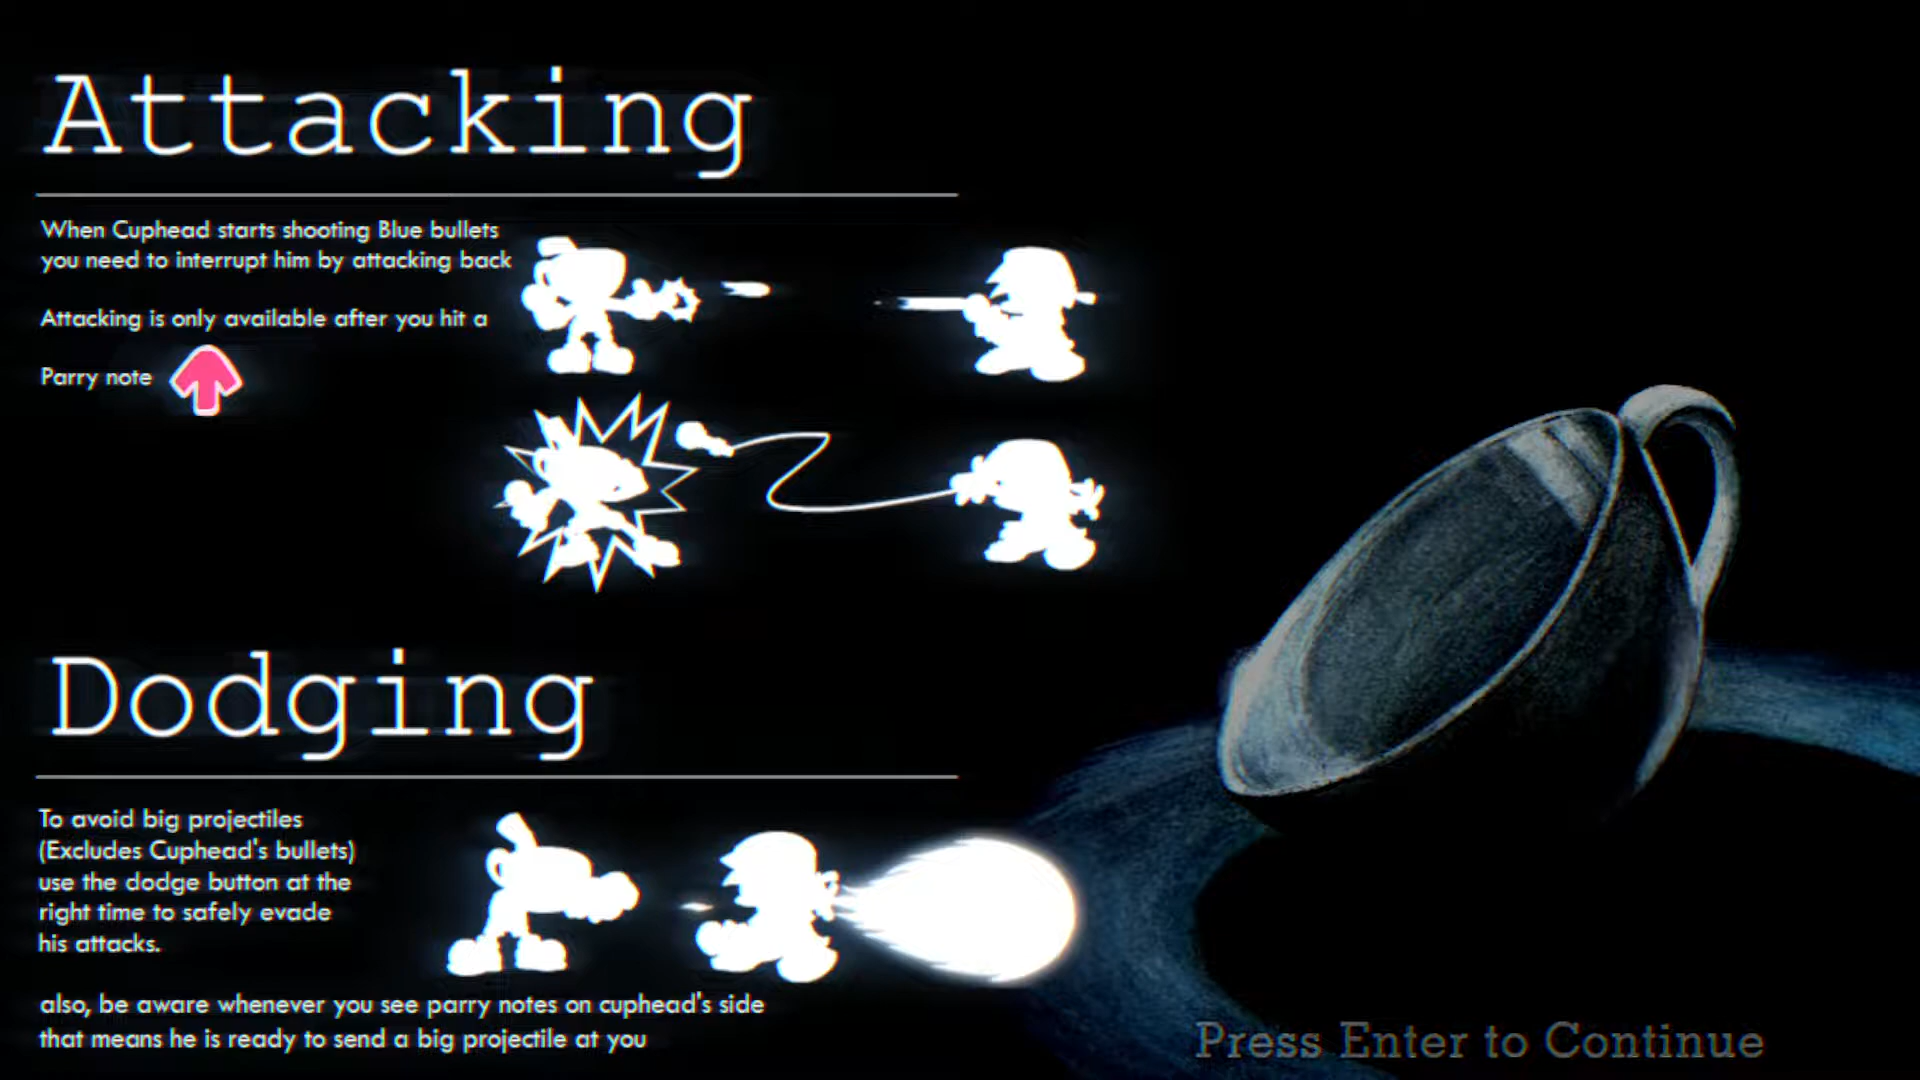 Attacking
When Cuphead starts shooting Blue bullets
you need to interrupt him by attacking back
Attacking is only available after you hit a
Parry note
Dodging
To avoid big projectiles
(Excludes Cuphead's bullets)
use the dodge button at the
right time to safely evade
his attacks.
also, be aware whenever you see parry notes on cuphead's side
that means he is ready to send a big projectile at you
Press Enter to Continue